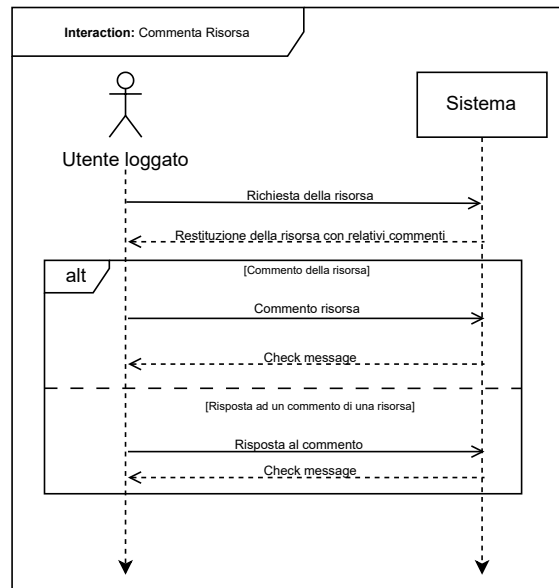 Interaction: Commenta Risorsa
Sistema
Utente loggato
Richiesta della risorsa
Restituzione della risorsa con relativi commenti
alt
[Commento della risorsa]
Commento risorsa
Check message
[Risposta ad un commento di una risorsa]
Risposta al commento
Check message